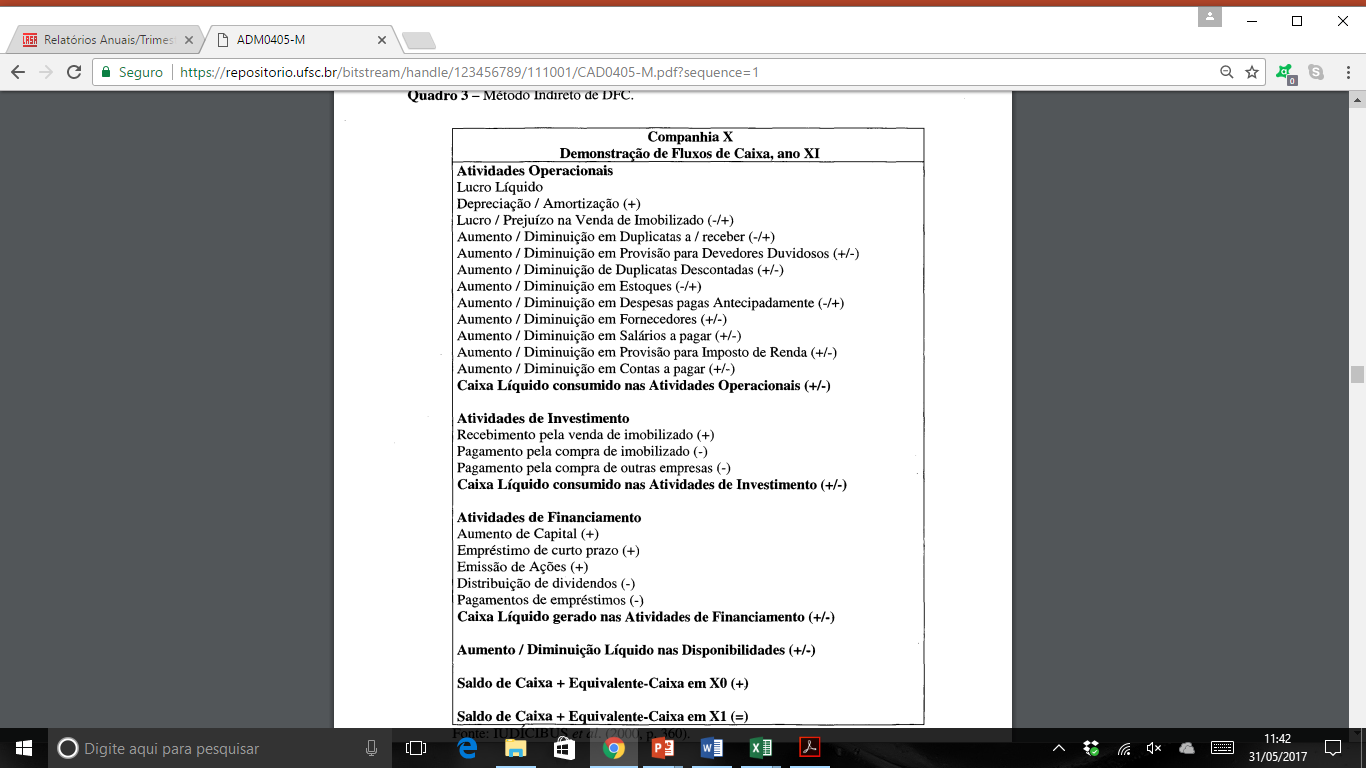 Relatórios Anuais/Trimest
ADM0405-M
Seguro
https://repositorio.ufsc.br/bitstream/handle/123456789/111001/CAD0405-M.pdf?sequence=1
0
Quadro 3 – Método Indireto de DFC.
Companhia X
Demonstração de Fluxos de Caixa, ano XI
Atividades Operacionais
Lucro Líquido
Depreciação / Amortização (+)
Lucro / Prejuízo na Venda de Imobilizado (-/+)
Aumento / Diminuição em Duplicatas a / receber (-/+)
Aumento / Diminuição em Provisão para Devedores Duvidosos (+/-)
Aumento / Diminuição de Duplicatas Descontadas (+/-)
Aumento / Diminuição em Estoques (-/+)
Aumento / Diminuição em Despesas pagas Antecipadamente (-/+)
Aumento / Diminuição em Fornecedores (+/-)
Aumento / Diminuição em Salários a pagar (+/-)
Aumento / Diminuição em Provisão para Imposto de Renda (+/-)
Aumento / Diminuição em Contas a pagar (+/-)
Caixa Líquido consumido nas Atividades Operacionais (+/-)
Atividades de Investimento
Recebimento pela venda de imobilizado (+)
Pagamento pela compra de imobilizado (-)
Pagamento pela compra de outras empresas (-)
Caixa Líquido consumido nas Atividades de Investimento (+/-)
Atividades de Financiamento
Aumento de Capital (+)
Empréstimo de curto prazo (+)
Emissão de Ações (+)
Distribuição de dividendos (-)
Pagamentos de empréstimos (-)
Caixa Líquido gerado nas Atividades de Financiamento (+/-)
Aumento / Diminuição Líquido nas Disponibilidades (+/-)
Saldo de Caixa + Equivalente-Caixa em X0 (+)
Saldo de Caixa + Equivalente-Caixa em X1 (=)
Fonte: IUDÍCIBUS et al. (2000, p. 360).
Digite aqui para pesquisar
11:42
31/05/2017